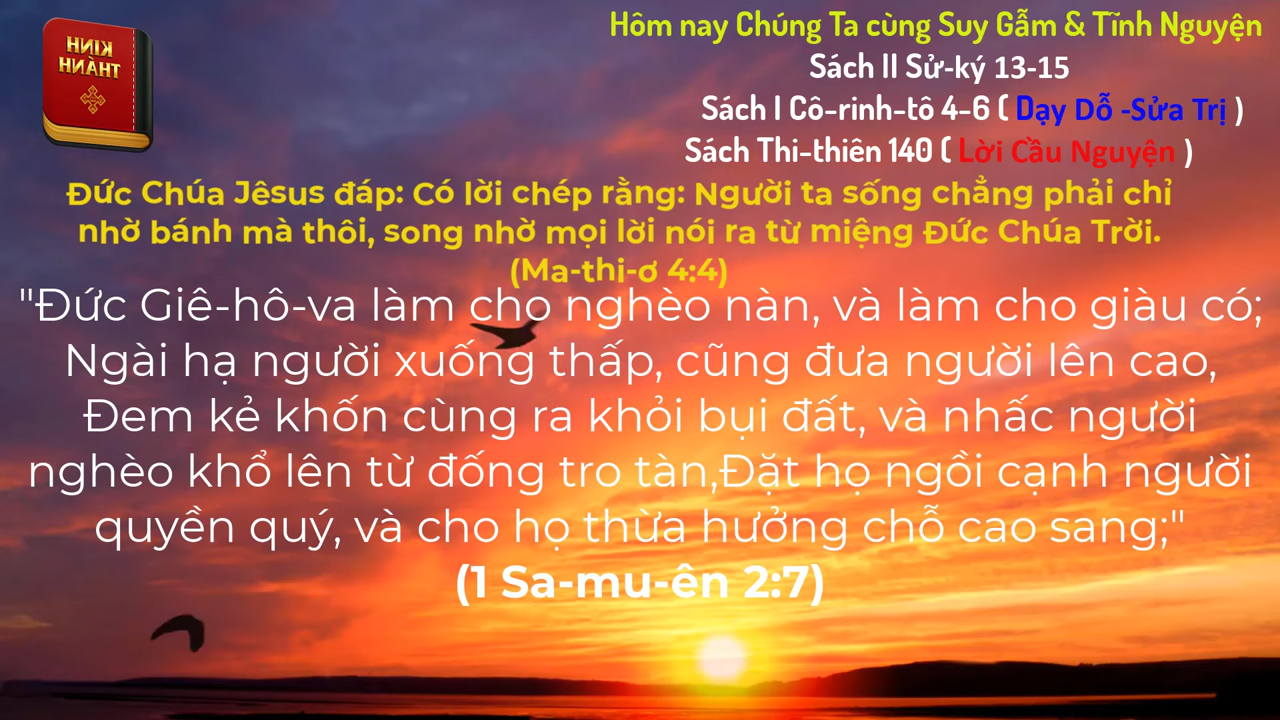 KINH
THÁNH
Hôm nay Chúng Ta cùng Suy Gẫm & Tĩnh Nguyện
Sách II Sử-ký 13-15
Sách I Cô-rinh-tô 4-6 ( Dạy Dỗ -Sửa Trị )
Sách Thi-thiên 140 ( Lời Cầu Nguyện )
Đức Chúa Jêsus đáp: Có lời chép rằng: Người ta sống chẳng phải chỉ
nhờ bánh mà thôi, song nhờ mọi lời nói ra từ miệng Đức Chúa Trời.
(Ma-thi-ơ 4:4)
"Đức Giê-hô-va làm cho nghèo nàn, và làm cho giàu có;
Ngài hạ người xuống thấp, cũng đưa người lên cao,
Đem kẻ khốn cùng ra khỏi bụi đất, và nhấc người
nghèo khổ lên từ đống tro tàn,Đặt họ ngồi cạnh người
quyền quý, và cho họ thừa hưởng chỗ cao sang;"
(1 Sa-mu-ên 2:7)